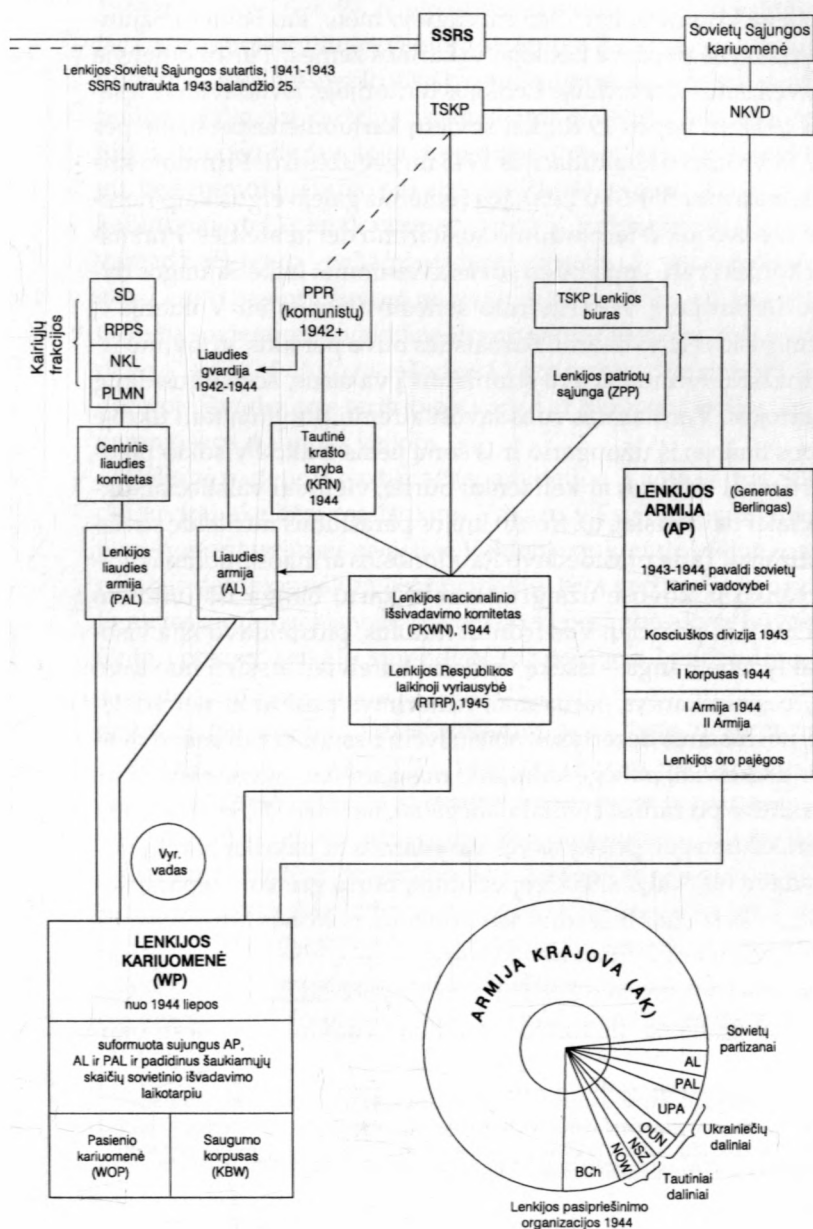 SSRS
Sovietų Sąjungos
kariuomenė
Lenkijos-Sovietų Sąjungos sutartis, 1941-1943
SSRS nutraukta 1943 balandžio 25.
TSKP
NKVD
Kairiųjų
frakcijos
SD
RPPS
NKL
PLMN
PPR
(komunistų)
1942+
Liaudies
gvardija
1942-1944
TSKP Lenkijos
biuras
Lenkijos patriotų
sąjunga (ZPP)
Centrinis
liaudies
komitetas
Tautinė
krašto
taryba
(KRN)
1944
Lenkijos
liaudies
armija
(PAL)
Liaudies
armija
(AL)
Lenkijos nacionalinio
išsivadavimo komitetas
(PKWN), 1944
Lenkijos Respublikos
laikinoji vyriausybė
(RTRP),1945
LENKIJOS
ARMIJA
(AP)
(Generolas
Berlingas)
1943-1944 pavaldi sovietų
karinei vadovybei
Kosciuškos divizija 1943
I korpusas 1944
I Armija 1944
II Armija
Lenkijos oro pajėgos
Vyr.
vadas
LENKIJOS
KARIUOMENĖ
(WP)
nuo 1944 liepos
suformuota sujungus AP,
AL ir PAL ir padidinus šaukiamųjų
skaičių sovietinio išvadavimo
laikotarpiu
Pasienio
kariuomenė
(WOP)
Saugumo
korpusas
(KBW)
ARMIJA KRAJOVA (AK)
Sovietų
partizanai
AL
PAL
UPA
OUN
NSZ
NOW
BCh
Ukrainiečių
daliniai
Tautiniai
daliniai
Lenkijos pasipriešinimo
organizacijos 1944